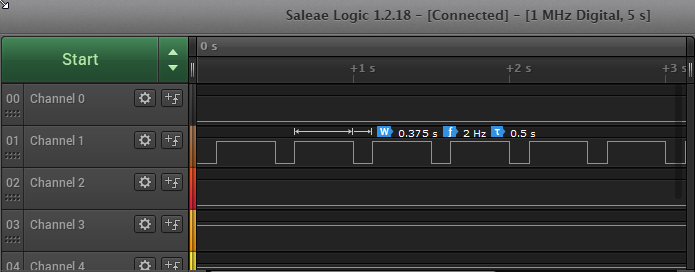 Saleae Logic 1.2.18 - [Connected] - [1 MHz Digital, 5 s]
Start
0 s
+1 s
+2 s
+3 s
00 Channel 0
01 Channel 1
W 0.375 s f 2 Hz τ 0.5 s
02 Channel 2
03 Channel 3
04 Channel 4